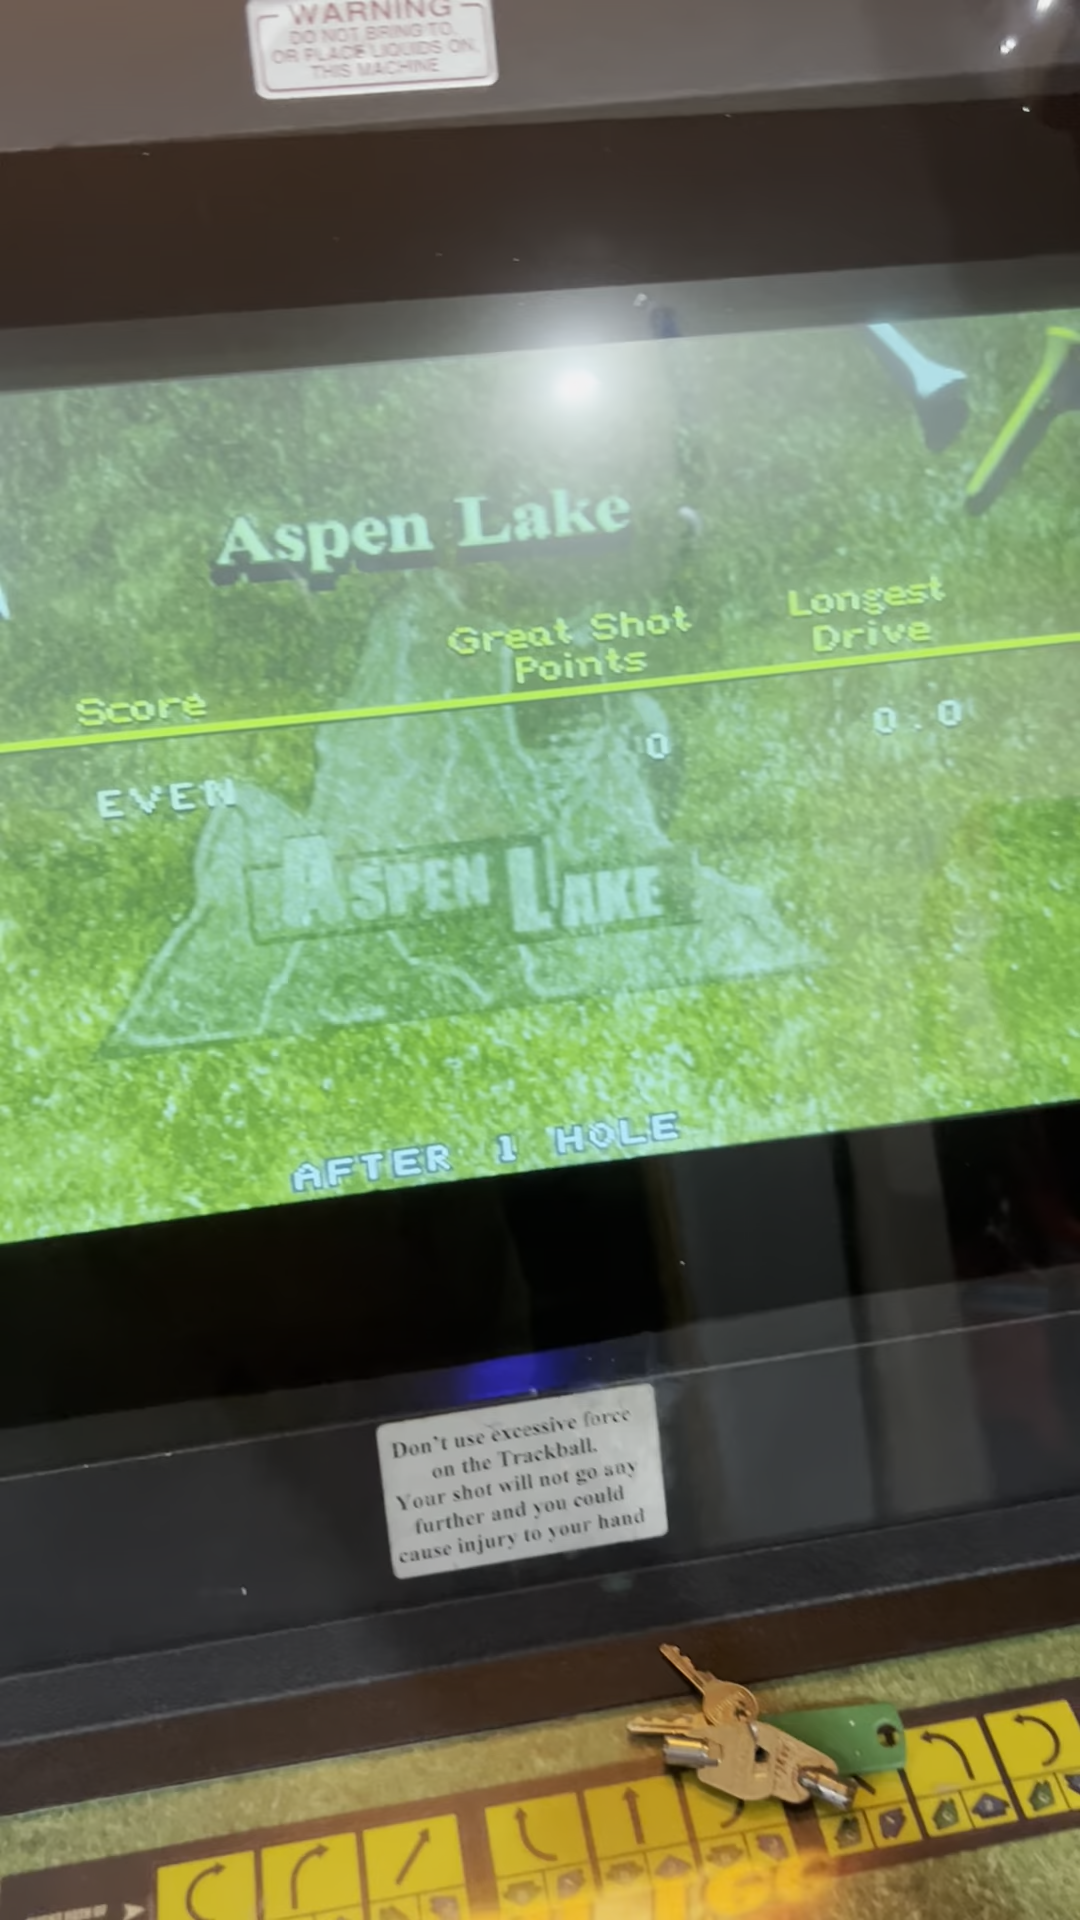 WARNING
DO NOT BRING TO,
OR PLACE LIQUIDS ON,
THIS MACHINE
Aspen Lake
Score
Great Shot
Points
Longest
Drive
EVEN
0
0.0
ASPEN LAKE
AFTER 1 HOLE
Don't use excessive force
on the Trackball.
Your shot will not go any
further and you could
cause injury to your hand